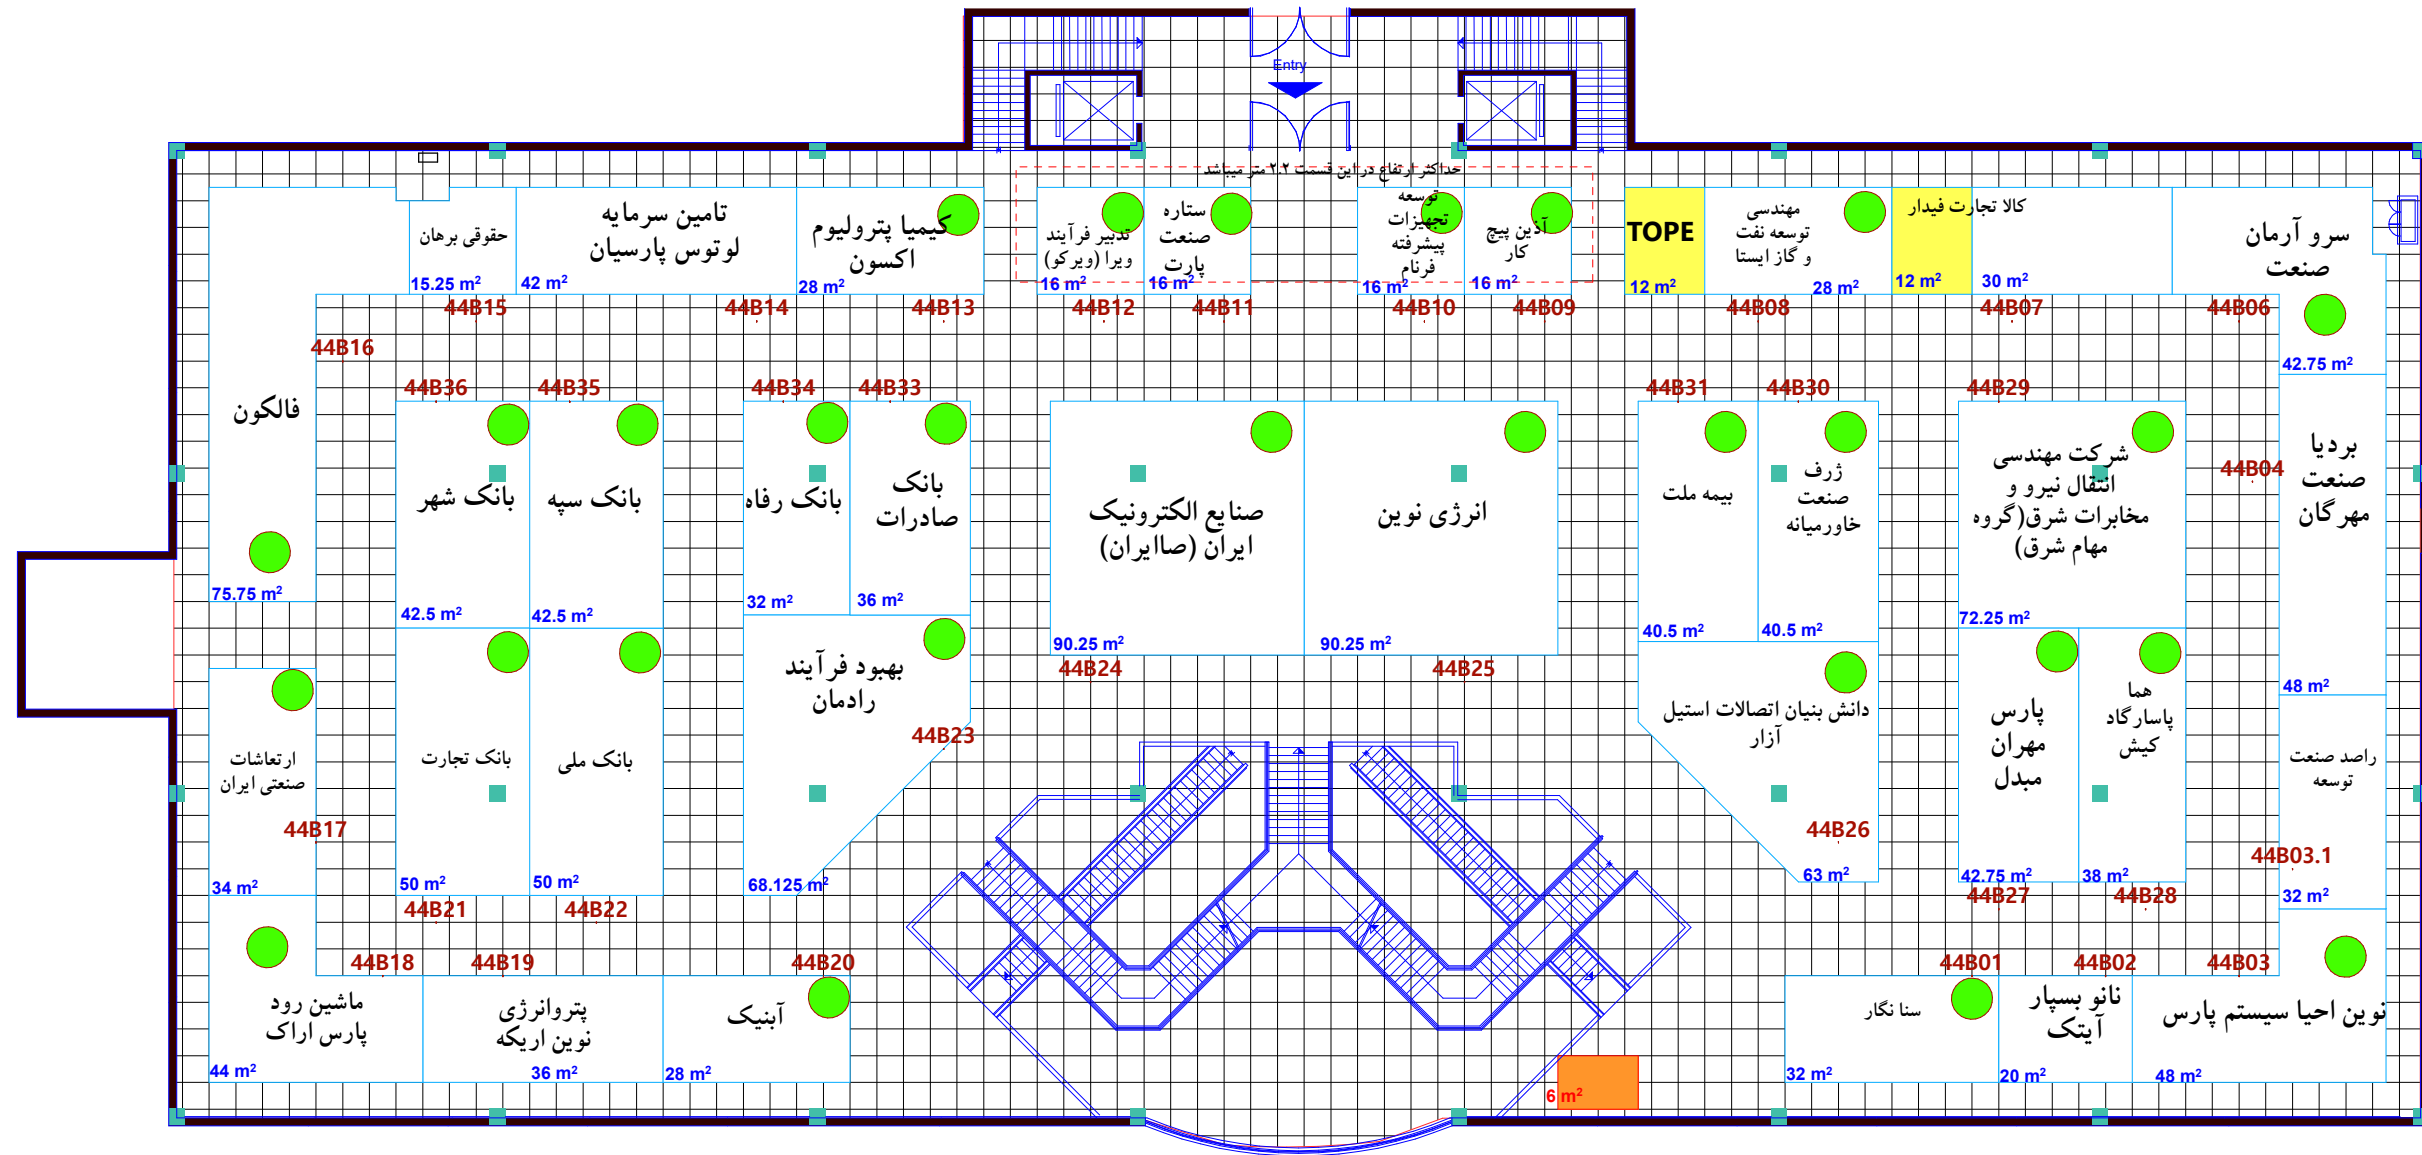 Entry
حداکثر ارتفاع در این قسمت ۲.۲ متر میباشد
حقوقی برهان
15.25 m²
44B15
تامین سرمایه
لوتوس پارسیان
42 m²
44B14
کیمیا پترولیوم
اکسون
28 m²
44B13
تدبیر فرآیند
ویرا (ویرکو)
16 m²
44B12
ستاره
صنعت
پارت
16 m²
44B11
توسعه
تجهیزات
پیشرفته
فرنام
16 m²
44B10
آذین پیچ
کار
16 m²
44B09
TOPE
12 m²
مهندسی
توسعه نفت
و گاز ایستا
28 m²
44B08
کالا تجارت فیدار
12 m²
30 m²
44B07
سرو آرمان
صنعت
44B06
42.75 m²
44B16
فالکون
75.75 m²
44B36
بانک شهر
42.5 m²
44B35
بانک سپه
42.5 m²
44B34
بانک رفاه
32 m²
44B33
بانک
صادرات
36 m²
صنایع الکترونیک
ایران (صاایران)
90.25 m²
44B24
انرژی نوین
90.25 m²
44B25
44B31
بیمه ملت
40.5 m²
44B30
ژرف
صنعت
خاورمیانه
40.5 m²
44B29
شرکت مهندسی
انتقال نیرو و
مخابرات شرق(گروه
مهام شرق)
72.25 m²
44B04
بردیا
صنعت
مهرگان
48 m²
ارتعاشات
صنعتی ایران
44B17
34 m²
بانک تجارت
50 m²
44B21
بانک ملی
50 m²
44B22
بهبود فرآیند
رادمان
44B23
68.125 m²
دانش بنیان اتصالات استیل
آزار
44B26
63 m²
پارس
مهران
مبدل
42.75 m²
44B27
هما
پاسارگاد
کیش
38 m²
44B28
راصد صنعت
توسعه
44B03.1
32 m²
44B18
ماشین رود
پارس اراک
44 m²
44B19
پتروانرژی
نوین اریکه
36 m²
44B20
آبنیک
28 m²
6 m²
44B01
سنا نگار
32 m²
44B02
نانو بسپار
آیتک
20 m²
44B03
نوین احیا سیستم پارس
48 m²